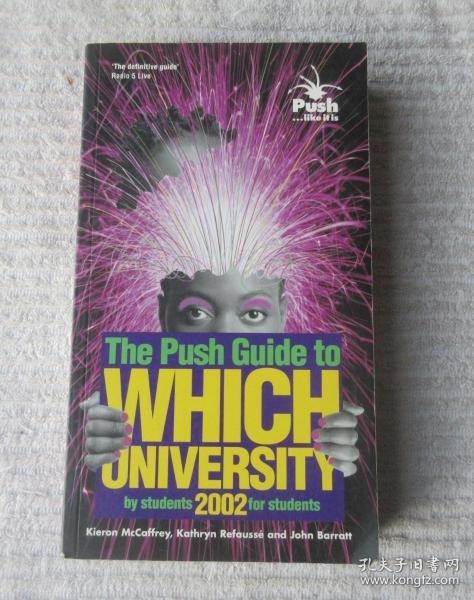 'The definitive guide'
Radio 5 Live
Push
...like it is
The Push Guide to
WHICH
UNIVERSITY
by students 2002 for students
Kieron McCaffrey, Kathryn Refaussé and John Barratt
孔夫子旧书网
www.kongfz.com